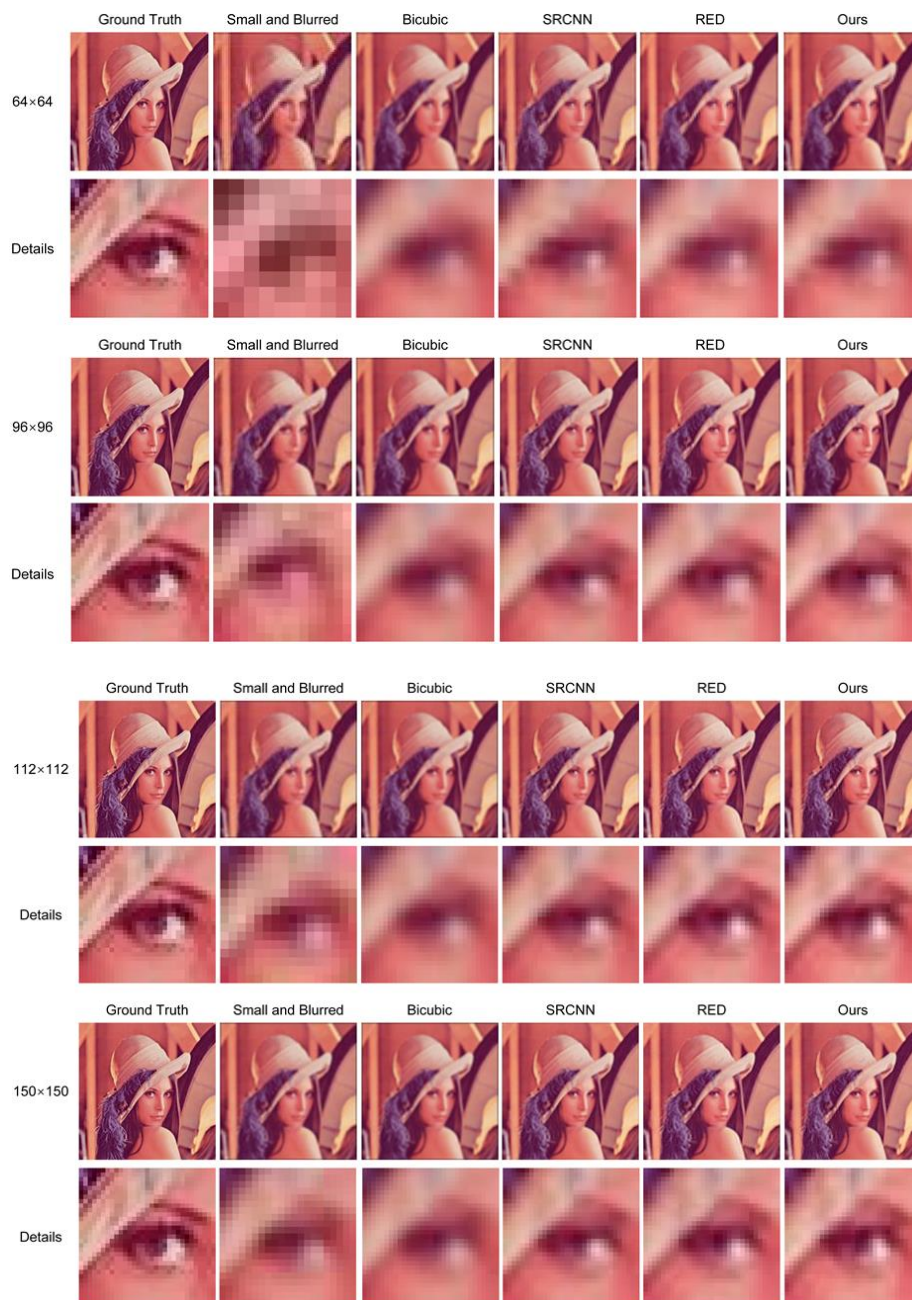 Ground Truth Small and Blurred Bicubic SRCNN RED Ours
64×64
Details
Ground Truth Small and Blurred Bicubic SRCNN RED Ours
96×96
Details
Ground Truth Small and Blurred Bicubic SRCNN RED Ours
112×112
Details
Ground Truth Small and Blurred Bicubic SRCNN RED Ours
150×150
Details